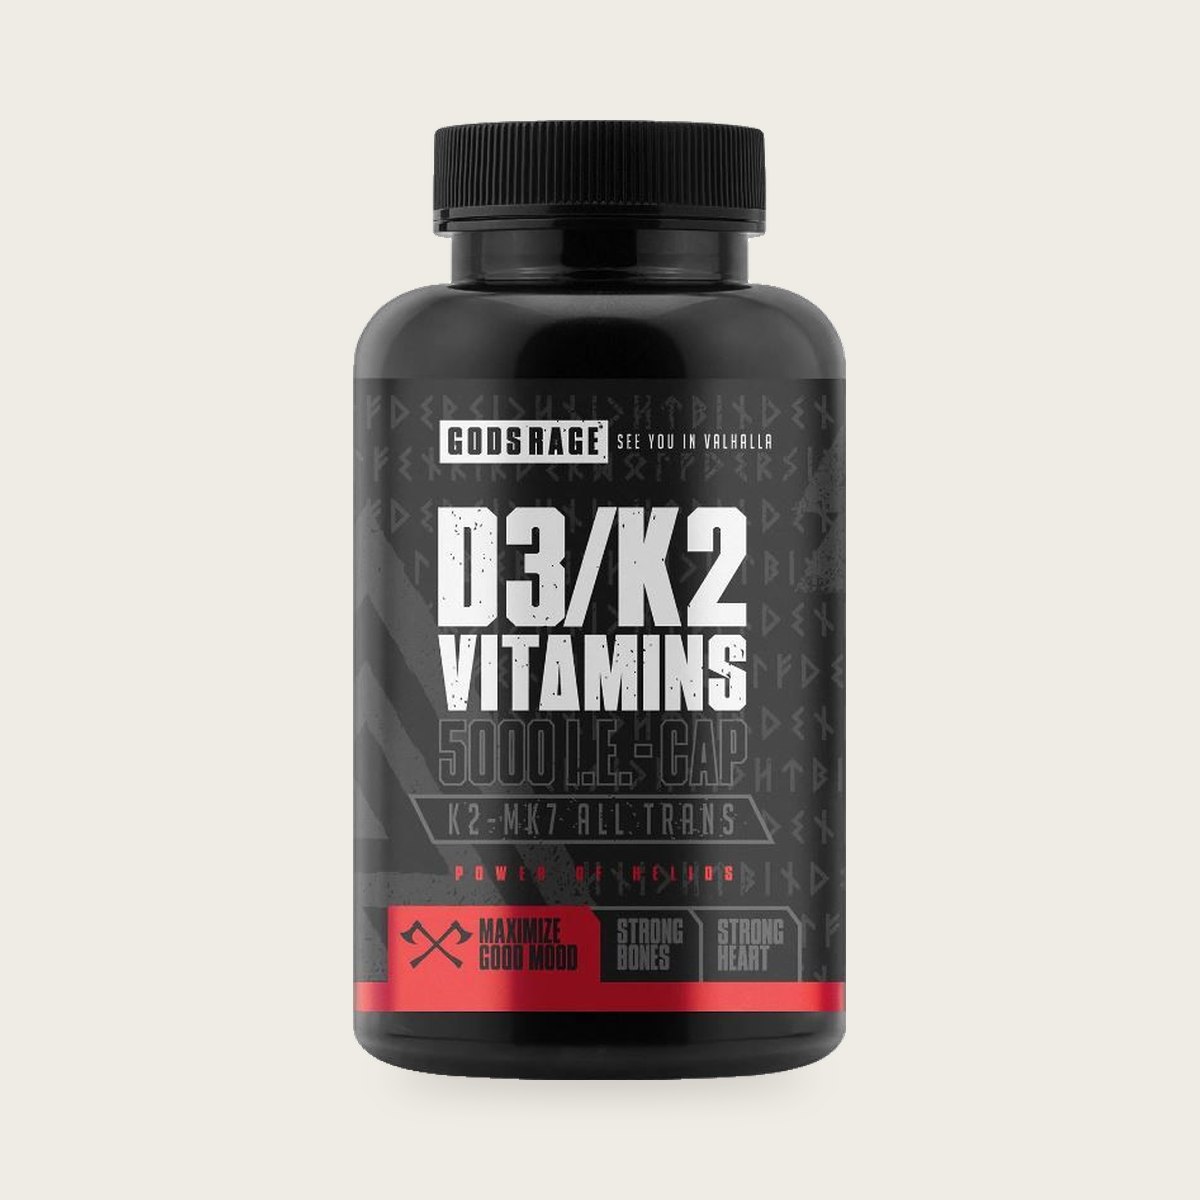 GODS RAGE SEE YOU IN VALHALLA
D3/K2
VITAMINS
5000 I.E.-CAP
K2-MK7 ALL TRANS
POWER OF HELIOS
MAXIMIZE
GOOD MOOD
STRONG
BONES
STRONG
HEART